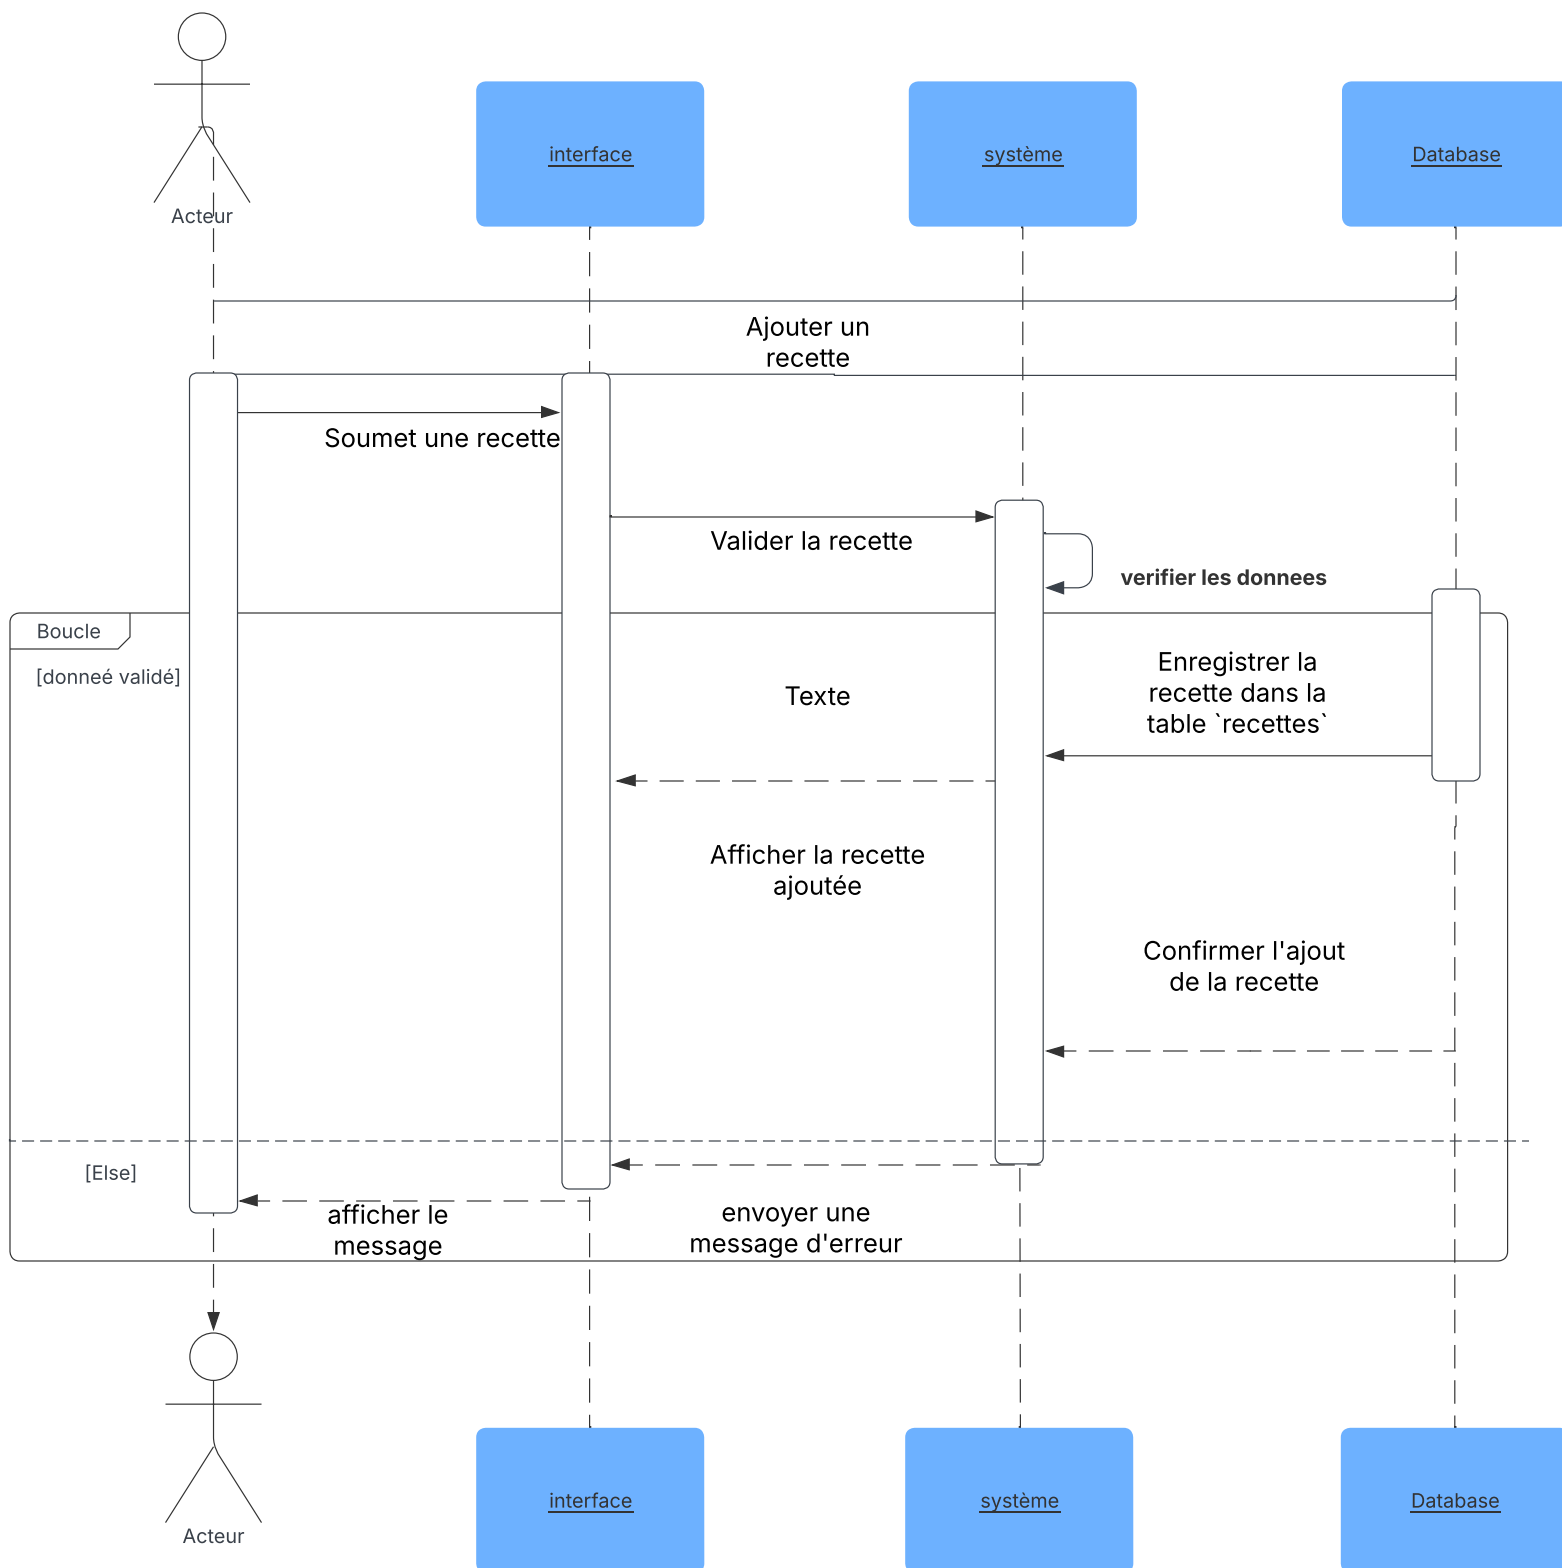 Acteur
interface
système
Database
Ajouter un
recette
Soumet une recette
Valider la recette
verifier les donnees
Boucle
[donneé validé]
Texte
Enregistrer la
recette dans la
table `recettes`
Afficher la recette
ajoutée
Confirmer l'ajout
de la recette
[Else]
afficher le
message
envoyer une
message d'erreur
interface
système
Database
Acteur